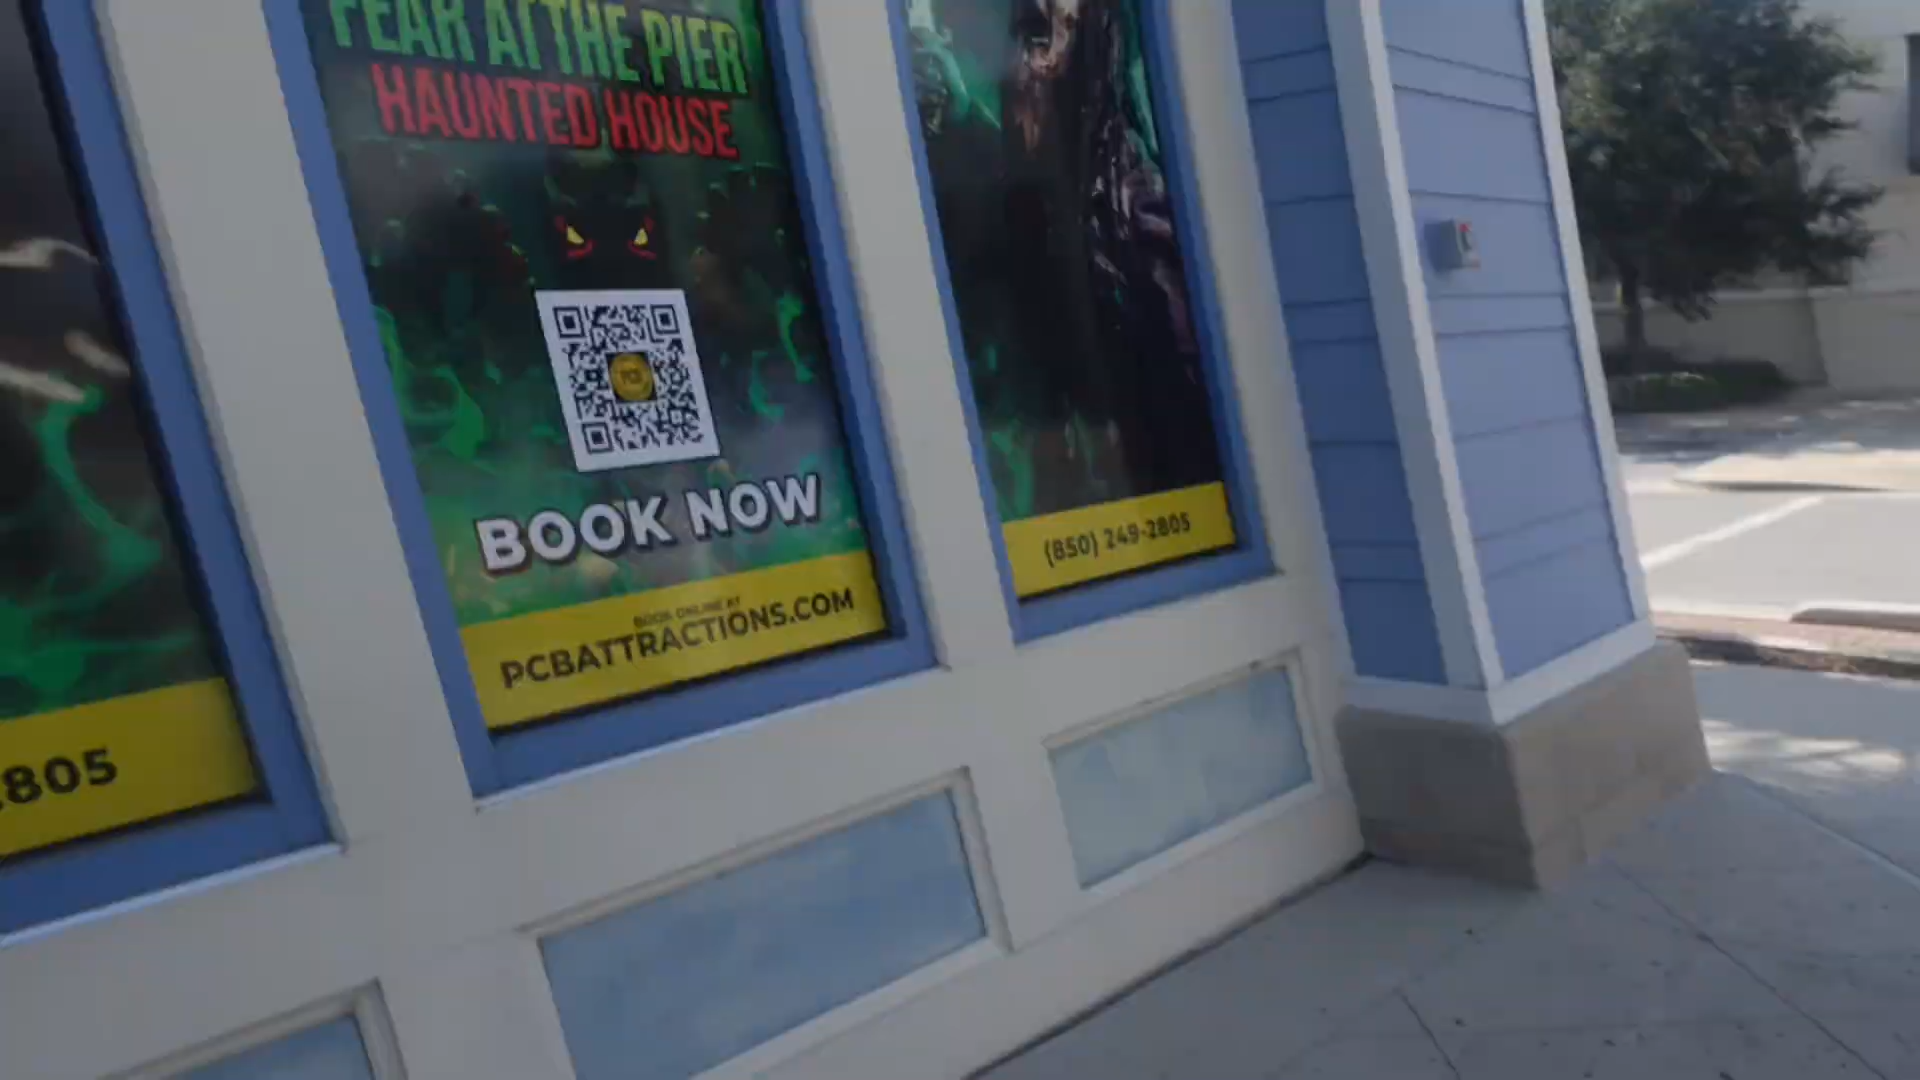 FEAR AT THE PIER
HAUNTED HOUSE
BOOK NOW
BOOK ONLINE AT
PCBATTRACTIONS.COM
(850) 249-2805
2805